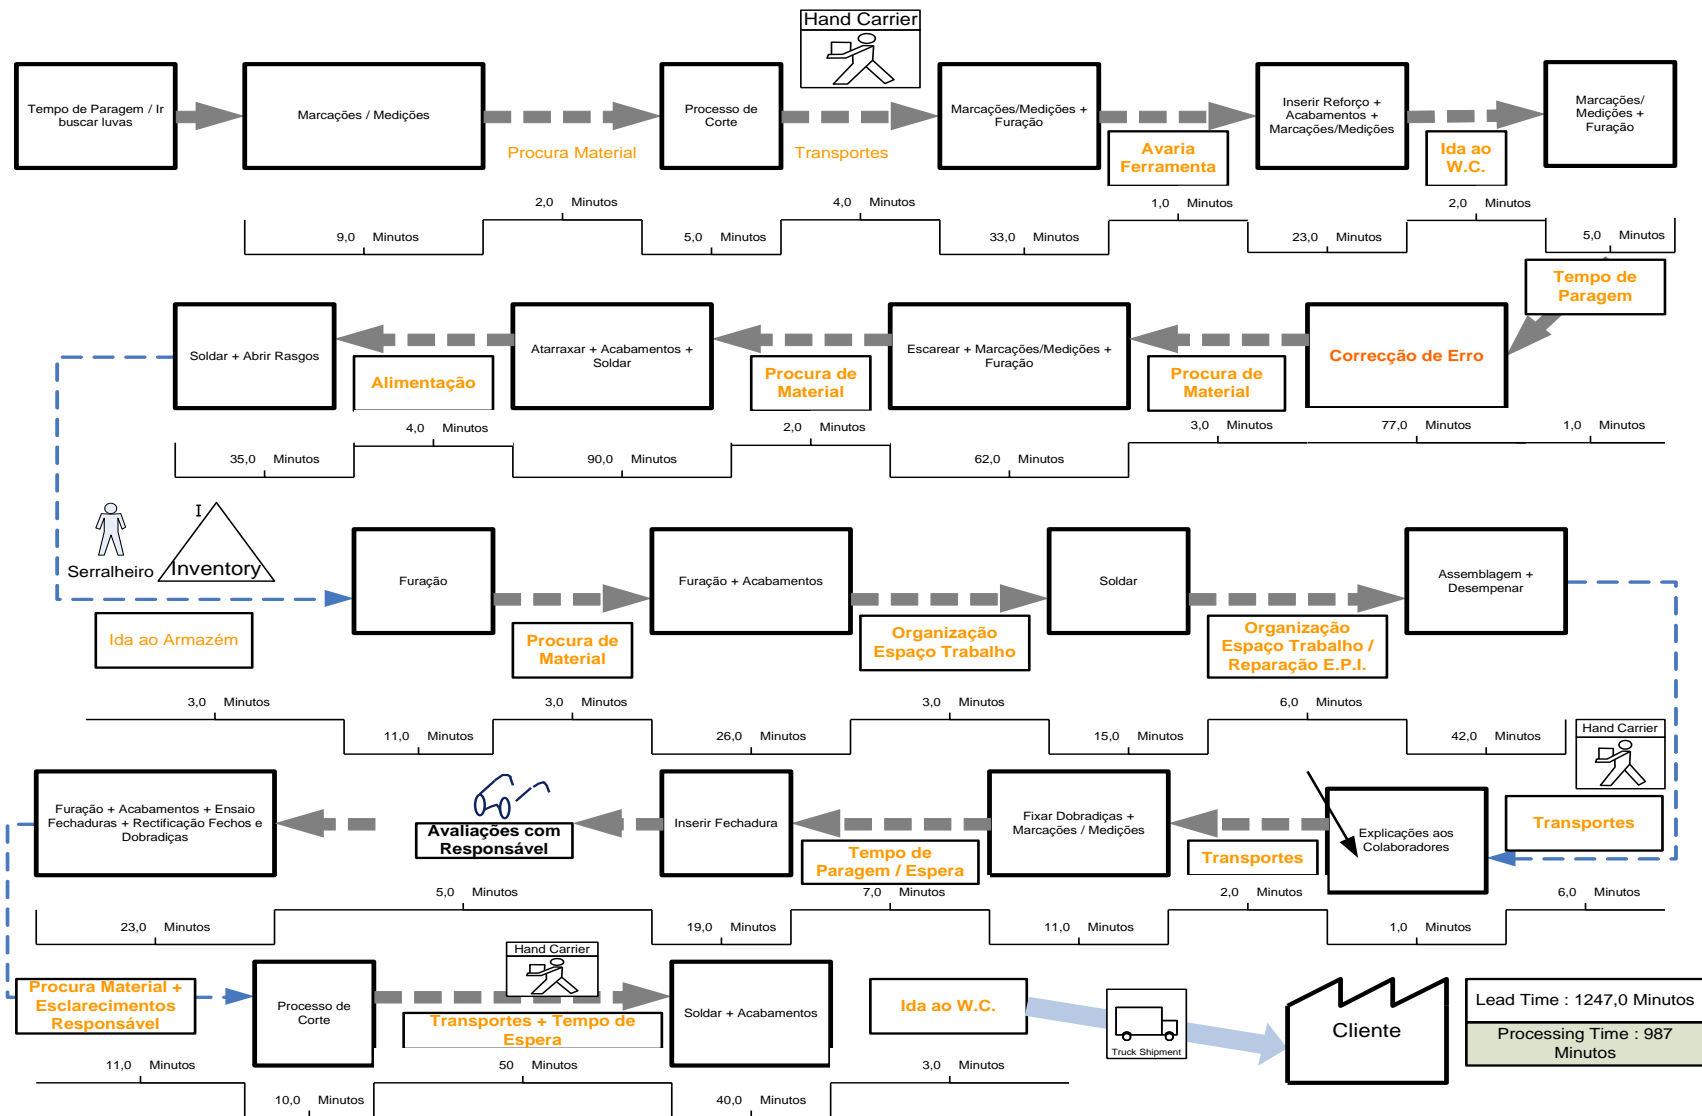 Hand Carrier
Tempo de Paragem / Ir
buscar luvas
Marcações / Medições
Procura Material
Processo de
Corte
Transportes
Marcações/Medições +
Furação
Avaria
Ferramenta
Inserir Reforço +
Acabamentos +
Marcações/Medições
Ida ao
W.C.
Marcações/
Medições +
Furação
9,0 Minutos
2,0 Minutos
5,0 Minutos
4,0 Minutos
33,0 Minutos
1,0 Minutos
23,0 Minutos
2,0 Minutos
5,0 Minutos
Tempo de
Paragem
Soldar + Abrir Rasgos
Alimentação
Atarraxar + Acabamentos +
Soldar
Procura de
Material
Escarear + Marcações/Medições +
Furação
Procura de
Material
Correcção de Erro
35,0 Minutos
4,0 Minutos
90,0 Minutos
2,0 Minutos
62,0 Minutos
3,0 Minutos
77,0 Minutos
1,0 Minutos
Serralheiro
I
Inventory
Ida ao Armazém
Furação
Procura de
Material
Furação + Acabamentos
Organização
Espaço Trabalho
Soldar
Organização
Espaço Trabalho /
Reparação E.P.I.
Assemblagem +
Desempenar
3,0 Minutos
11,0 Minutos
3,0 Minutos
26,0 Minutos
3,0 Minutos
15,0 Minutos
6,0 Minutos
42,0 Minutos
Hand Carrier
Furação + Acabamentos + Ensaio
Fechaduras + Rectificação Fechos e
Dobradiças
Avaliações com
Responsável
Inserir Fechadura
Tempo de
Paragem / Espera
Fixar Dobradiças +
Marcações / Medições
Transportes
Explicações aos
Colaboradores
Transportes
23,0 Minutos
5,0 Minutos
19,0 Minutos
7,0 Minutos
11,0 Minutos
2,0 Minutos
1,0 Minutos
6,0 Minutos
Procura Material +
Esclarecimentos
Responsável
Processo de
Corte
Hand Carrier
Transportes + Tempo de
Espera
Soldar + Acabamentos
Ida ao W.C.
Truck Shipment
Cliente
Lead Time : 1247,0 Minutos
Processing Time : 987
Minutos
11,0 Minutos
10,0 Minutos
50 Minutos
40,0 Minutos
3,0 Minutos